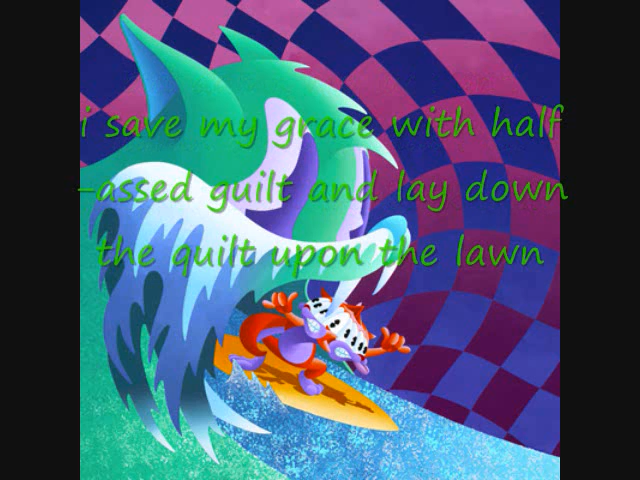 i save my grace with half
-assed guilt and lay down
the quilt upon the lawn